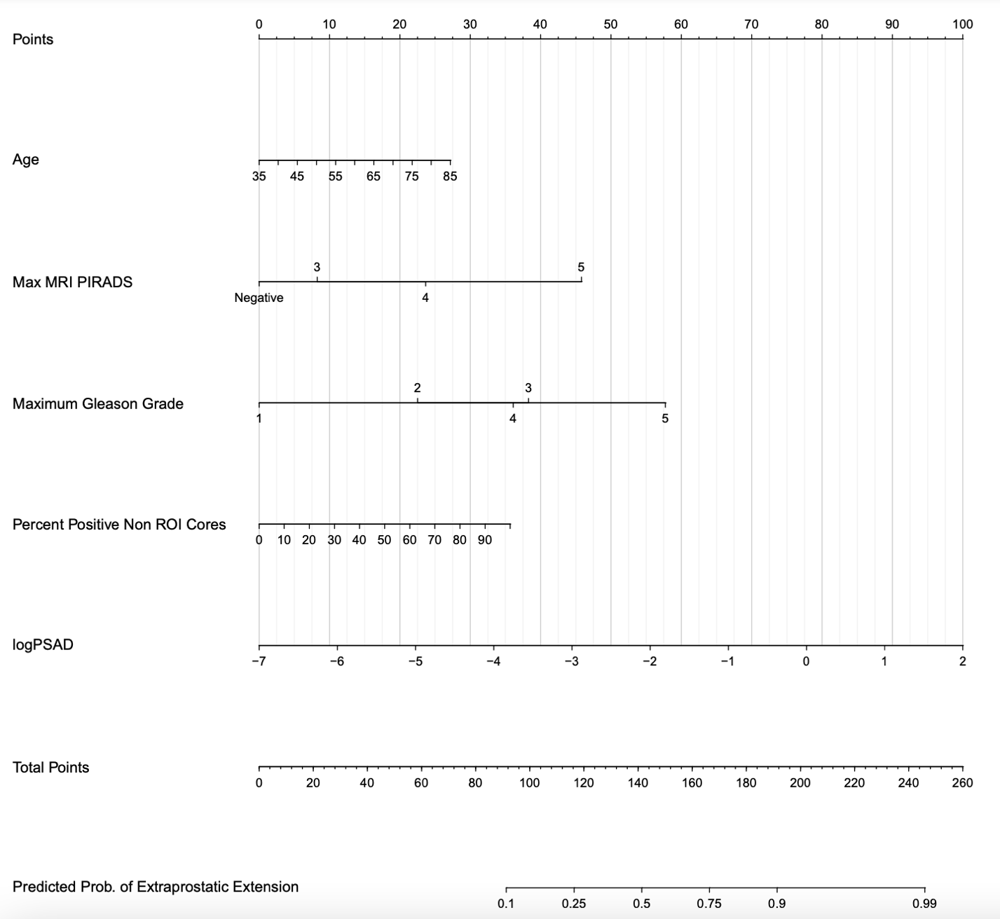 0 10 20 30 40 50 60 70 80 90 100
Points
Age
35 45 55 65 75 85
3 5
Max MRI PIRADS
Negative 4
2 3
Maximum Gleason Grade
1 4 5
Percent Positive Non ROI Cores
0 10 20 30 40 50 60 70 80 90
logPSAD
−7 −6 −5 −4 −3 −2 −1 0 1 2
Total Points
0 20 40 60 80 100 120 140 160 180 200 220 240 260
Predicted Prob. of Extraprostatic Extension
0.1 0.25 0.5 0.75 0.9 0.99